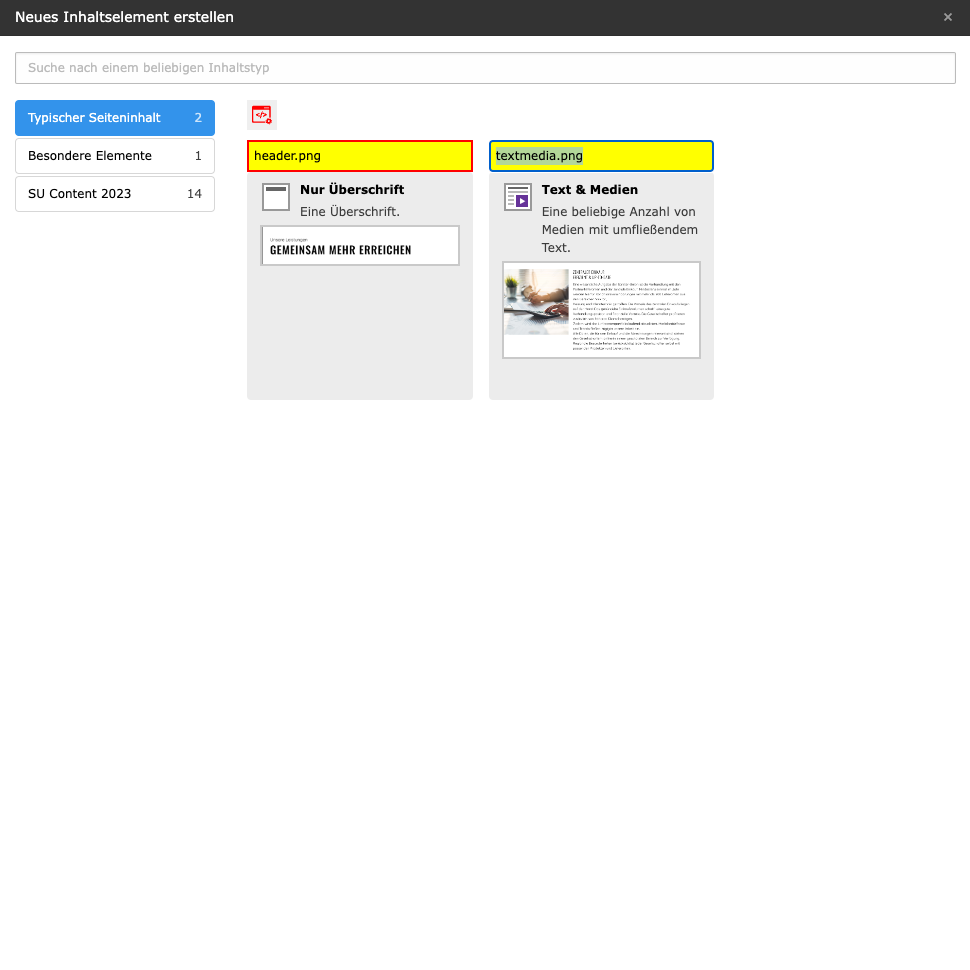 Neues Inhaltselement erstellen
Suche nach einem beliebigen Inhaltstyp
Typischer Seiteninhalt 2
Besondere Elemente 1
SU Content 2023 14
header.png
Nur Überschrift
Eine Überschrift.
Unsere Leistungen
GEMEINSAM MEHR ERREICHEN
textmedia.png
Text & Medien
Eine beliebige Anzahl von
Medien mit umfließendem
Text.